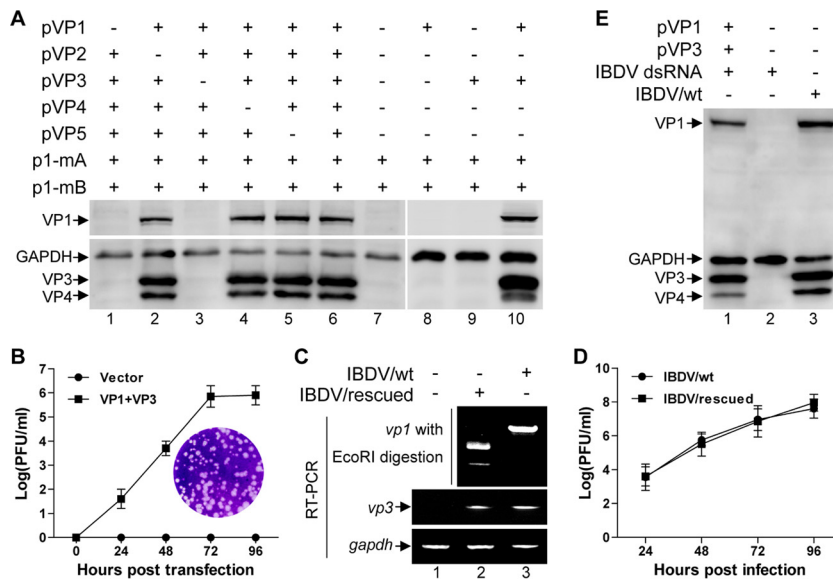 A
pVP1 - + + + + + - + - +
pVP2 + - + + + + - - - -
pVP3 + + - + + + - - + +
pVP4 + + + - + + - - - -
pVP5 + + + + - + - - - -
p1-mA + + + + + + + + + +
p1-mB + + + + + + + + + +
VP1
GAPDH
VP3
VP4
1 2 3 4 5 6 7 8 9 10
E
pVP1 + - -
pVP3 + - -
IBDV dsRNA + + -
IBDV/wt - - +
VP1
GAPDH
VP3
VP4
1 2 3
B
Vector
VP1+VP3
Log(PFU/ml)
7
6
5
4
3
2
1
0
0 24 48 72 96
Hours post transfection
C
IBDV/wt - - +
IBDV/rescued - + -
RT-PCR
vp1 with
EcoRI digestion
vp3
gapdh
1 2 3
D
IBDV/wt
IBDV/rescued
Log(PFU/ml)
10
8
6
4
2
0
24 48 72 96
Hours post infection